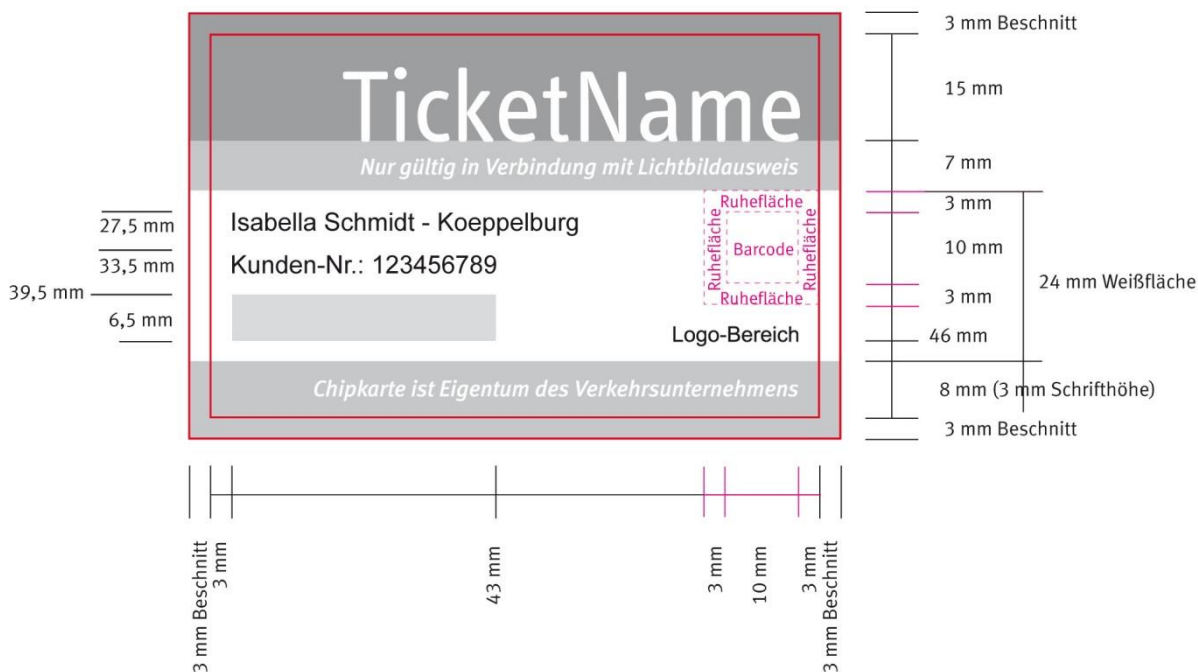 3 mm Beschnitt
15 mm
TicketName
Nur gültig in Verbindung mit Lichtbildausweis
7 mm
Ruhefläche
3 mm
27,5 mm
Isabella Schmidt - Koeppelburg
Ruhefläche
Barcode
Ruhefläche
10 mm
33,5 mm
Kunden-Nr.: 123456789
24 mm Weißfläche
39,5 mm
Ruhefläche
3 mm
6,5 mm
Logo-Bereich
46 mm
Chipkarte ist Eigentum des Verkehrsunternehmens
8 mm (3 mm Schrifthöhe)
3 mm Beschnitt
3 mm Beschnitt
3 mm
43 mm
3 mm
10 mm
3 mm
3 mm Beschnitt